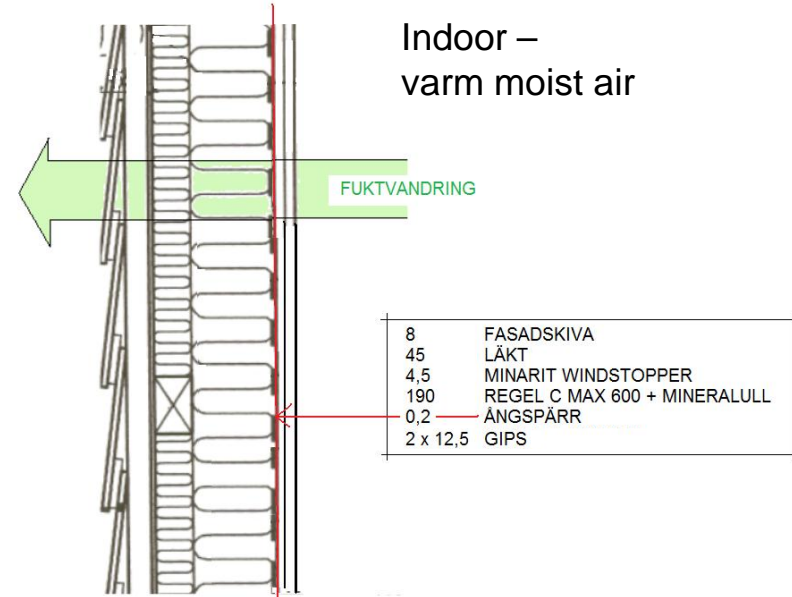 Indoor –
varm moist air
FUKTVANDRING
8 FASADSKIVA
45 LÄKT
4,5 MINARIT WINDSTOPPER
190 REGEL C MAX 600 + MINERALULL
0,2 ÅNGSPÄRR
2 x 12,5 GIPS